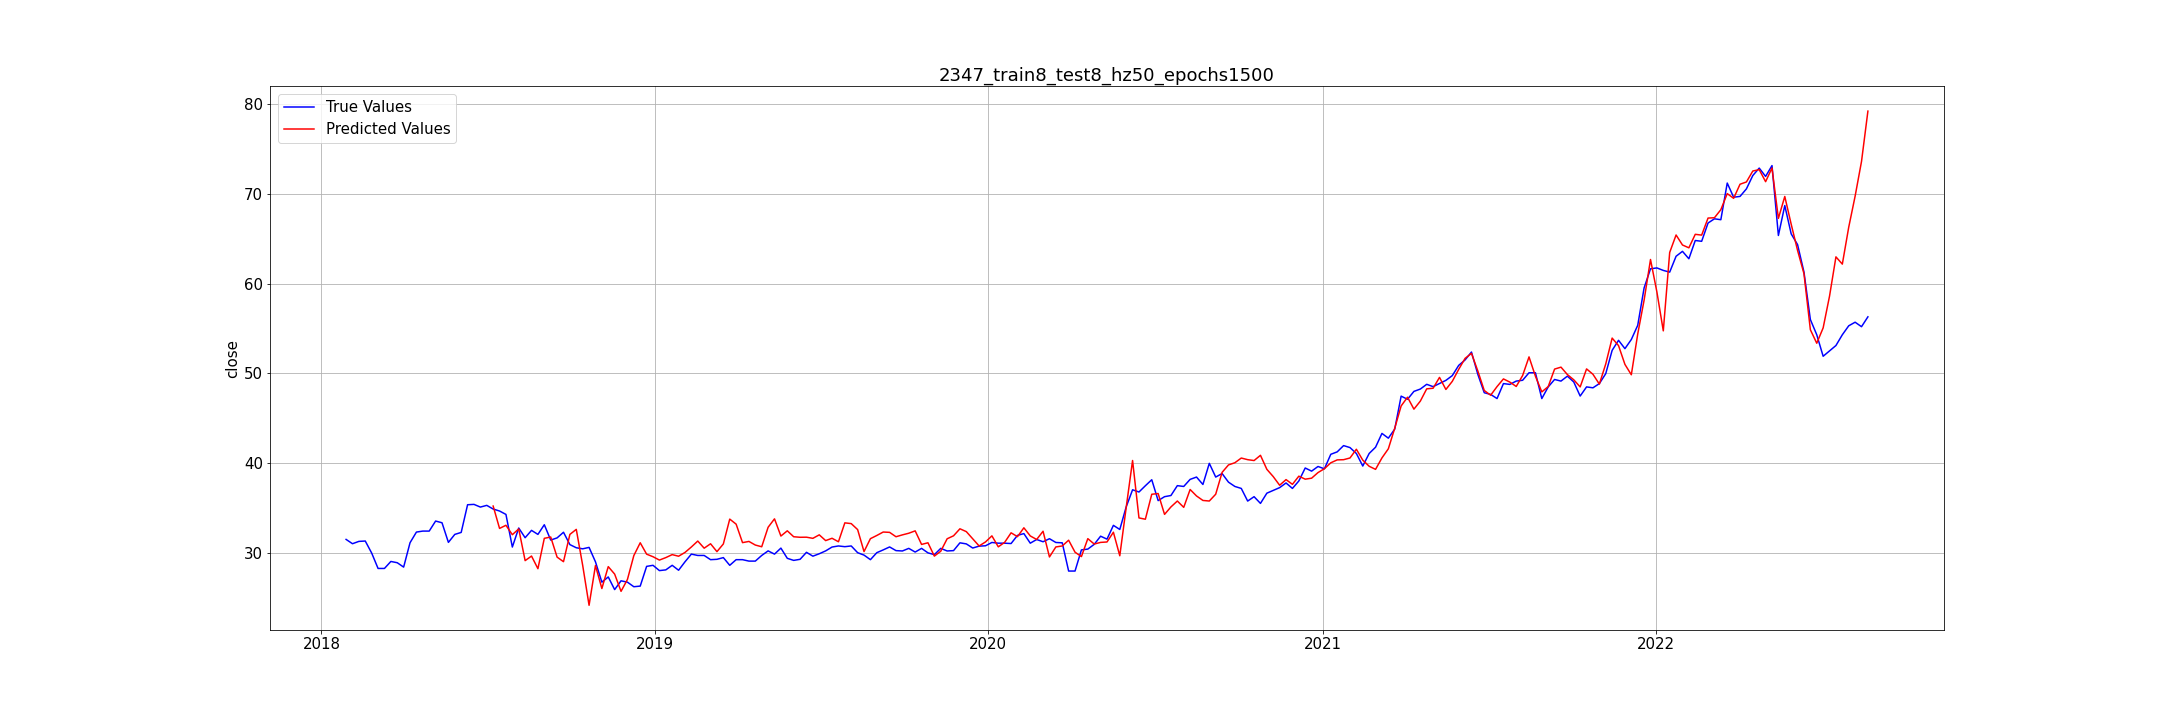 2347_train8_test8_hz50_epochs1500
True Values
Predicted Values
80
70
60
50
40
30
close
2018 2019 2020 2021 2022